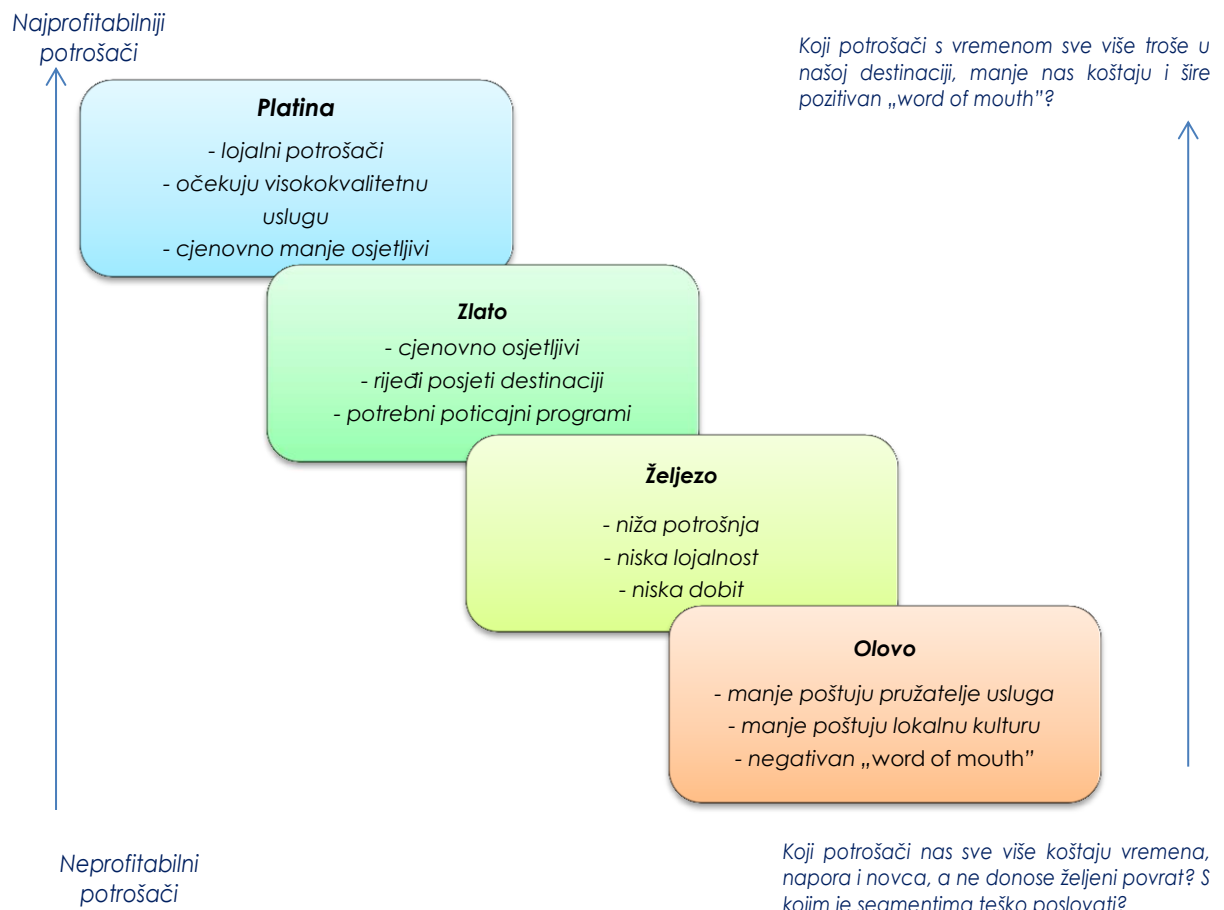 Najprofitabilniji
potrošači
Koji potrošači s vremenom sve više troše u
našoj destinaciji, manje nas koštaju i šire
pozitivan „word of mouth”?
Platina
- lojalni potrošači
- očekuju visokokvalitetnu
uslugu
- cjenovno manje osjetljivi
Zlato
- cjenovno osjetljivi
- rijeđi posjeti destinaciji
- potrebni poticajni programi
Željezo
- niža potrošnja
- niska lojalnost
- niska dobit
Olovo
- manje poštuju pružatelje usluga
- manje poštuju lokalnu kulturu
- negativan „word of mouth”
Neprofitabilni
potrošači
Koji potrošači nas sve više koštaju vremena,
napora i novca, a ne donose željeni povrat? S
kojim je segmentima teško poslovati?